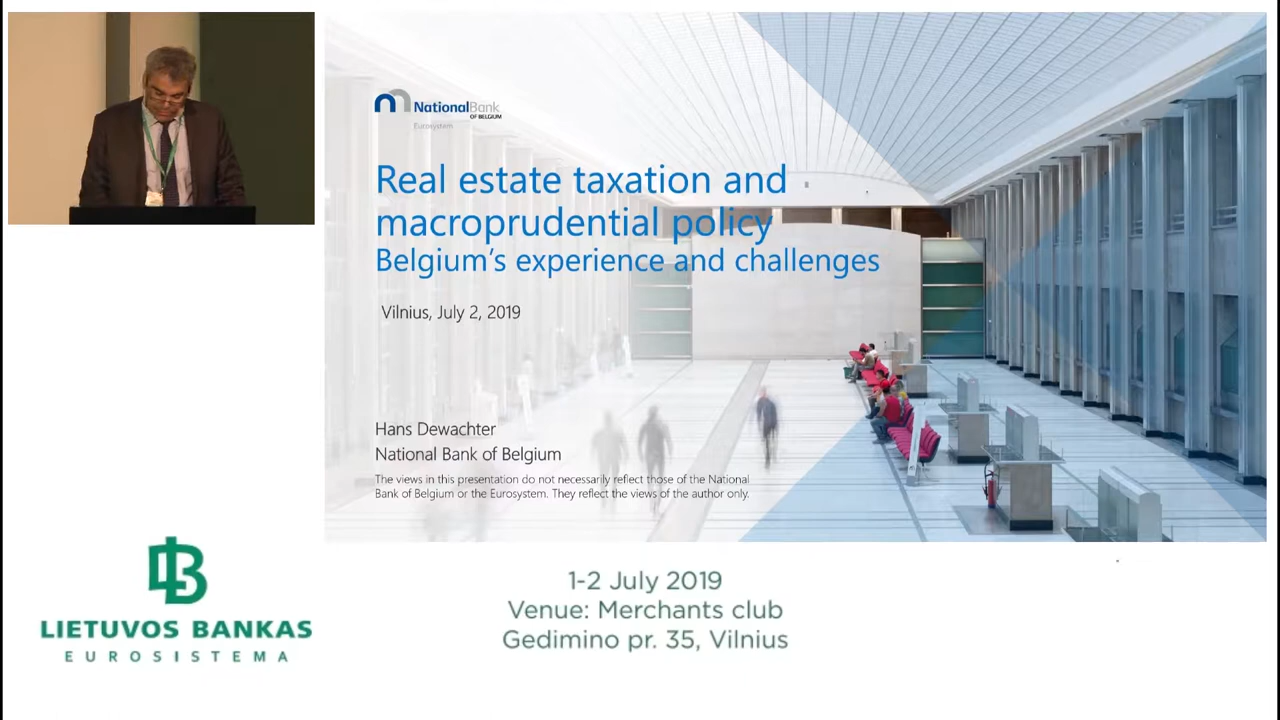 NationalBank
OF BELGIUM
Eurosystem
Real estate taxation and
macroprudential policy
Belgium's experience and challenges
Vilnius, July 2, 2019
Hans Dewachter
National Bank of Belgium
The views in this presentation do not necessarily reflect those of the National
Bank of Belgium or the Eurosystem. They reflect the views of the author only.
LIETUVOS BANKAS
EUROSISTEMA
1-2 July 2019
Venue: Merchants club
Gedimino pr. 35, Vilnius